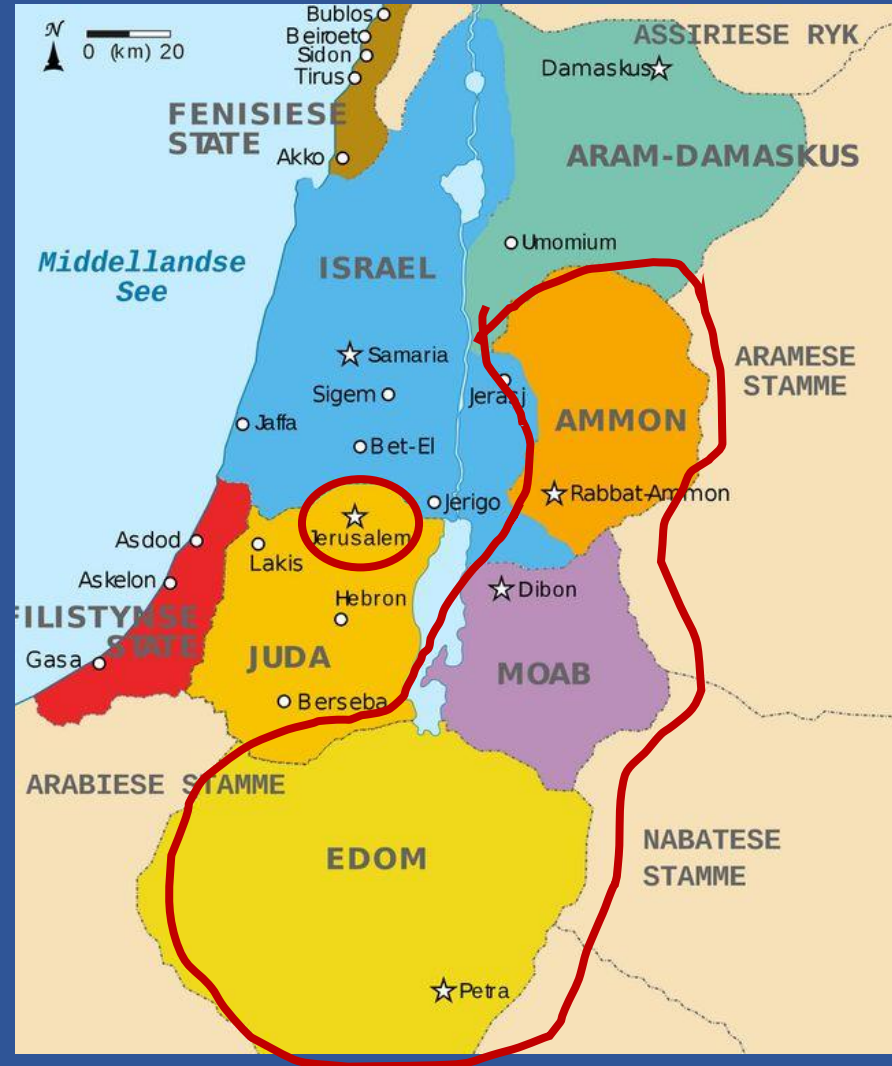 Bublos
Beiroet
Sidon
Tirus
N
0 (km) 20
ASSIRIESE RYK
Damaskus
FENISIESE
STATE
Akko
ARAM-DAMASKUS
Umomium
Middellandse
See
ISRAEL
Samaria
ARAMESE
STAMME
Sigem
Jerasj
AMMON
Jaffa
Bet-El
Rabbat-Ammon
Jerigo
Jerusalem
Asdod
Lakis
Askelon
Dibon
Hebron
FILISTYNSE
STATE
Gasa
JUDA
MOAB
Berseba
ARABIESE STAMME
NABATESE
STAMME
EDOM
Petra